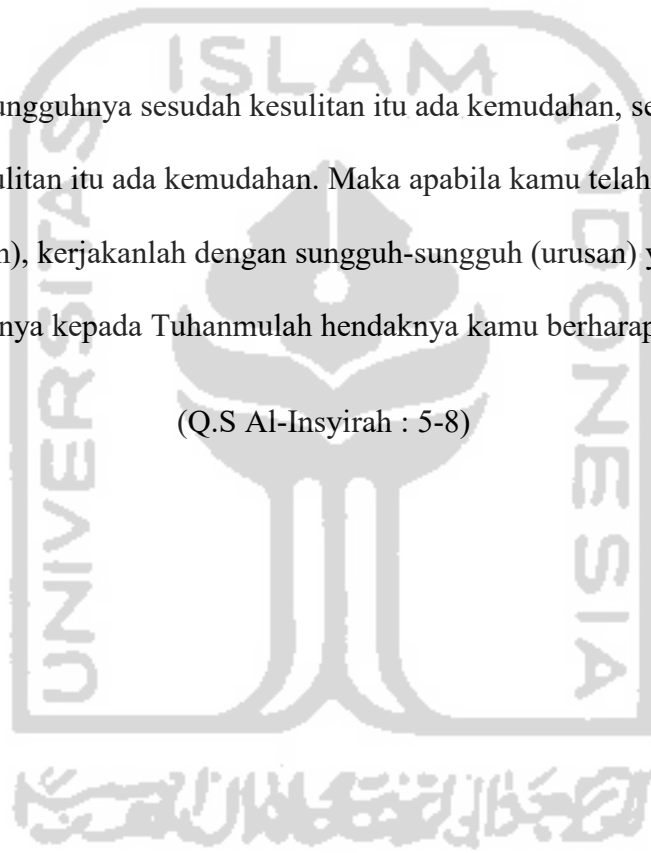 ISLAM
UNIVERSITAS
INDONESIA
ungguhnya sesudah kesulitan itu ada kemudahan, se
ulitan itu ada kemudahan. Maka apabila kamu telah
n), kerjakanlah dengan sungguh-sungguh (urusan) y
nya kepada Tuhanmulah hendaknya kamu berharap
(Q.S Al-Insyirah : 5-8)